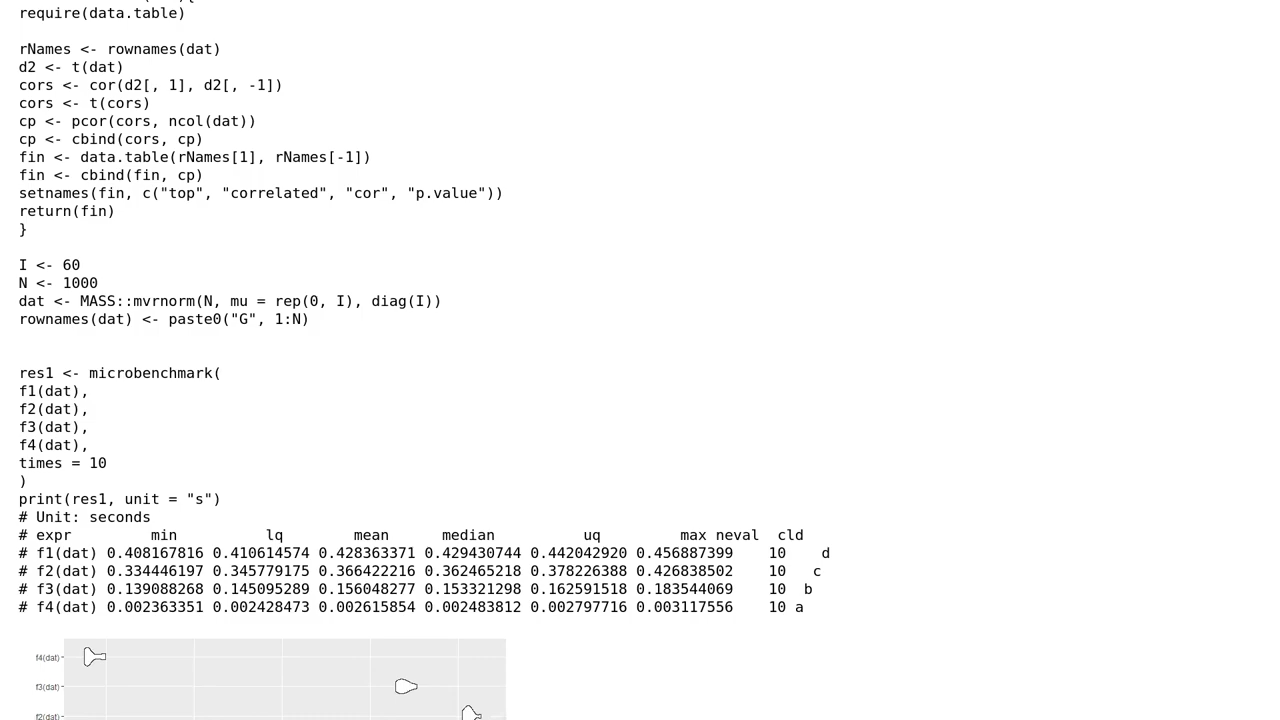 require(data.table)
rNames <- rownames(dat)
d2 <- t(dat)
cors <- cor(d2[, 1], d2[, -1])
cors <- t(cors)
cp <- pcor(cors, ncol(dat))
cp <- cbind(cors, cp)
fin <- data.table(rNames[1], rNames[-1])
fin <- cbind(fin, cp)
setnames(fin, c("top", "correlated", "cor", "p.value"))
return(fin)
}
I <- 60
N <- 1000
dat <- MASS::mvrnorm(N, mu = rep(0, I), diag(I))
rownames(dat) <- paste0("G", 1:N)
res1 <- microbenchmark(
f1(dat),
f2(dat),
f3(dat),
f4(dat),
times = 10
)
print(res1, unit = "s")
# Unit: seconds
# expr         min          lq        mean      median          uq         max neval  cld
# f1(dat) 0.408167816 0.410614574 0.428363371 0.429430744 0.442042920 0.456887399    10    d
# f2(dat) 0.334446197 0.345779175 0.366422216 0.362465218 0.378226388 0.426838502    10   c
# f3(dat) 0.139088268 0.145095289 0.156048277 0.153321298 0.162591518 0.183544069    10  b
# f4(dat) 0.002363351 0.002428473 0.002615854 0.002483812 0.002797716 0.003117556    10 a
f4(dat)
f3(dat)
f2(dat)